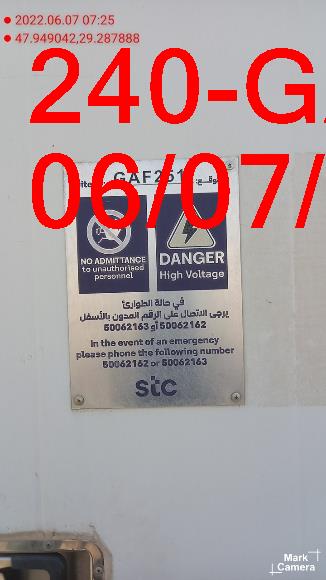 2022.06.07 07:25
47.949042,29.287888
240-G
06/07/
GAF261
NO ADMITTANCE
to unauthorised
personnel
DANGER
High Voltage
في حالة الطوارئ
يرجى الاتصال على الرقم المدون بالأسفل
50062162 أو 50062163
In the event of an emergency
please phone the following number
50062162 or 50062163
stc
Mark
Camera